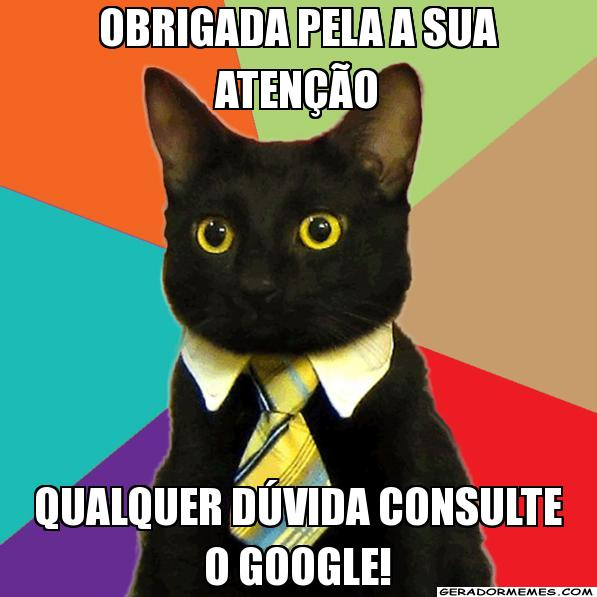 OBRIGADA PELA A SUA
ATENÇÃO
QUALQUER DÚVIDA CONSULTE
O GOOGLE!
GERADORMEMES.COM